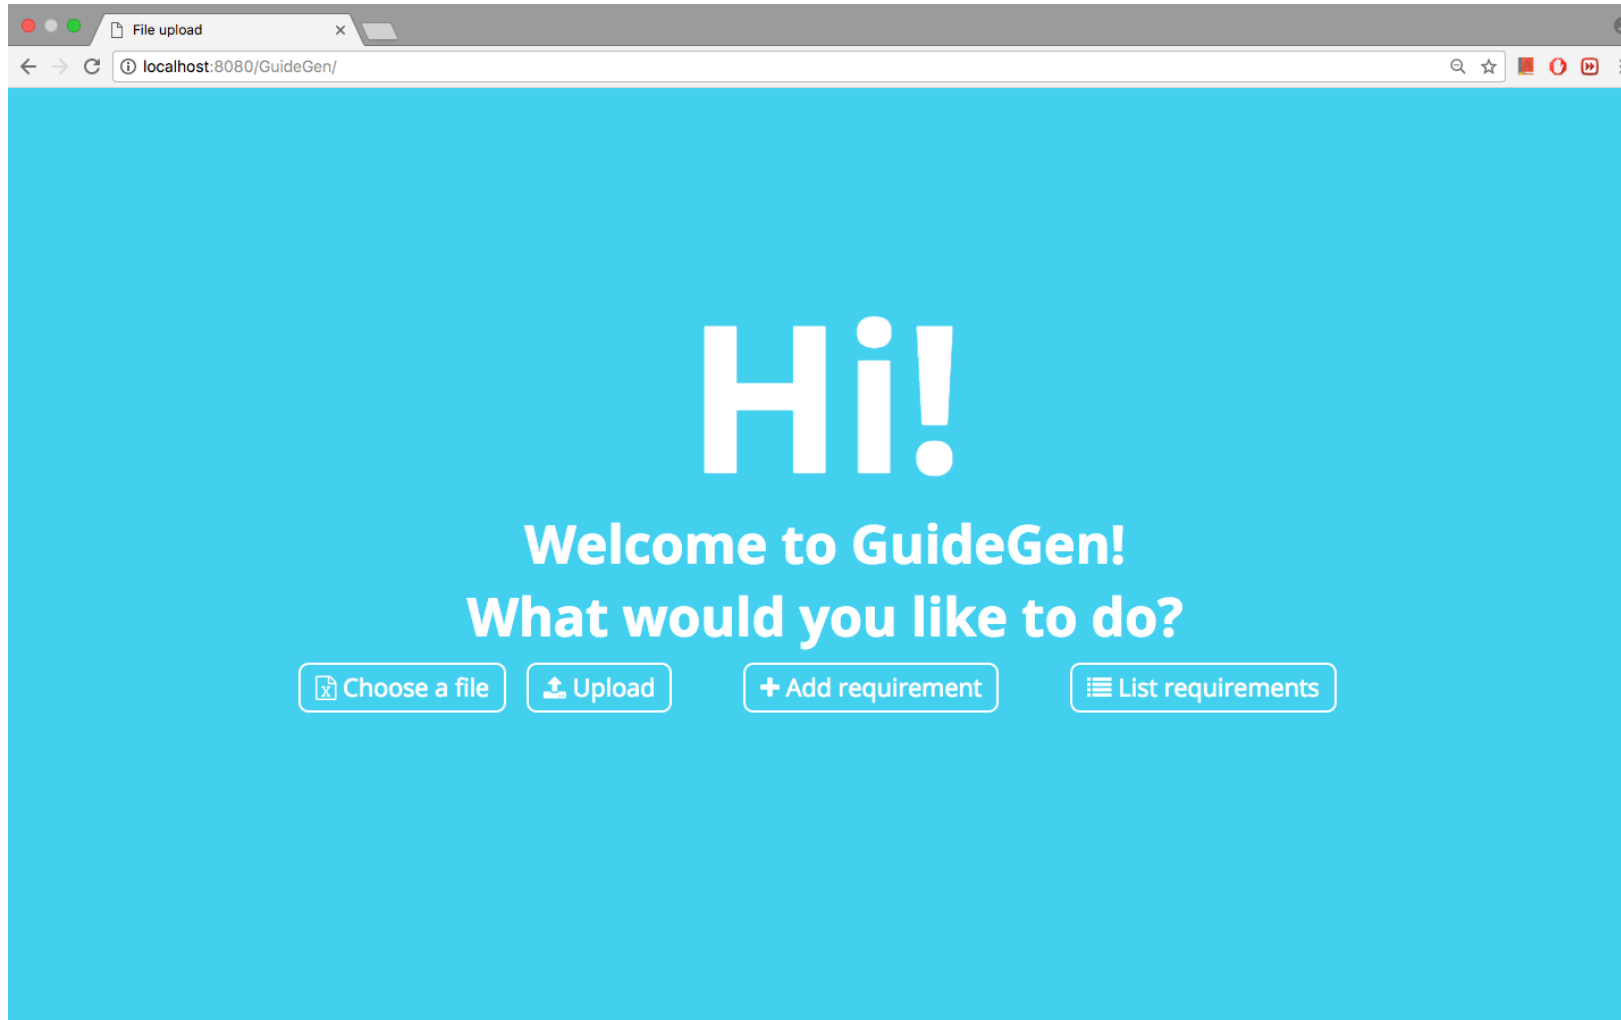 File upload
localhost:8080/GuideGen/
Hi!
Welcome to GuideGen!
What would you like to do?
Choose a file Upload Add requirement List requirements